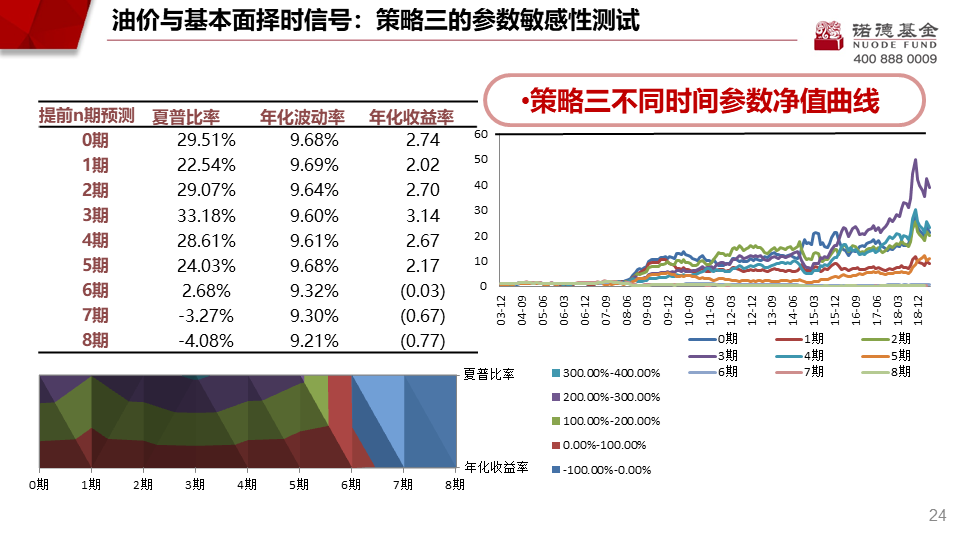 油价与基本面择时信号：策略三的参数敏感性测试
诺德基金
NUODE FUND
400 888 0009
提前n期预测 夏普比率 年化波动率 年化收益率
0期 29.51% 9.68% 2.74
1期 22.54% 9.69% 2.02
2期 29.07% 9.64% 2.70
3期 33.18% 9.60% 3.14
4期 28.61% 9.61% 2.67
5期 24.03% 9.68% 2.17
6期 2.68% 9.32% (0.03)
7期 -3.27% 9.30% (0.67)
8期 -4.08% 9.21% (0.77)
•策略三不同时间参数净值曲线
60
50
40
30
20
10
0
03-12 04-09 05-06 06-03 06-12 07-09 08-06 09-03 09-12 10-09 11-06 12-03 12-12 13-09 14-06 15-03 15-12 16-09 17-06 18-03 18-12
0期 1期 2期
3期 4期 5期
6期 7期 8期
夏普比率
年化收益率
0期 1期 2期 3期 4期 5期 6期 7期 8期
300.00%-400.00%
200.00%-300.00%
100.00%-200.00%
0.00%-100.00%
-100.00%-0.00%
24